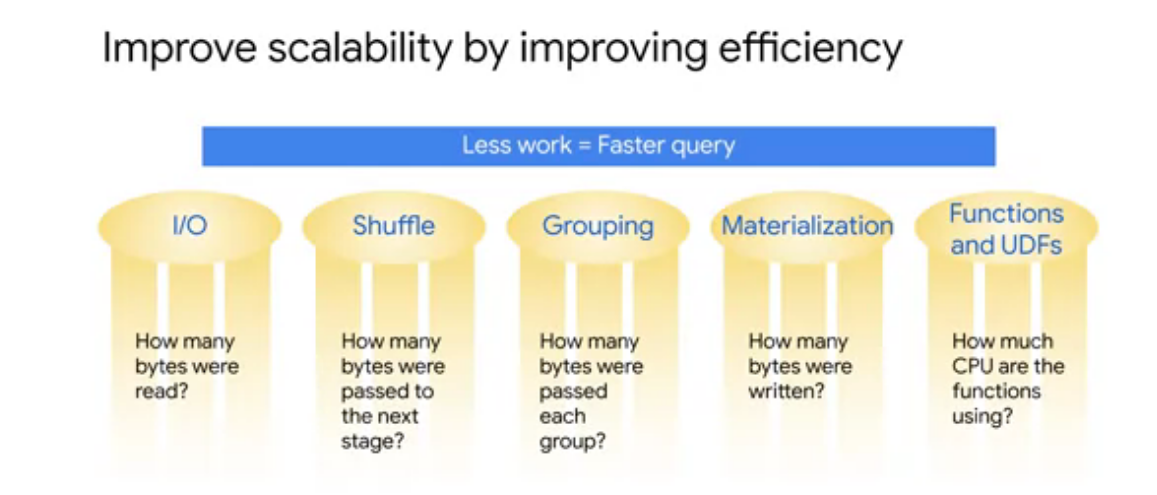 Improve scalability by improving efficiency
Less work = Faster query
I/O
How many
bytes were
read?
Shuffle
How many
bytes were
passed to
the next
stage?
Grouping
How many
bytes were
passed
each
group?
Materialization
How many
bytes were
written?
Functions
and UDFs
How much
CPU are the
functions
using?